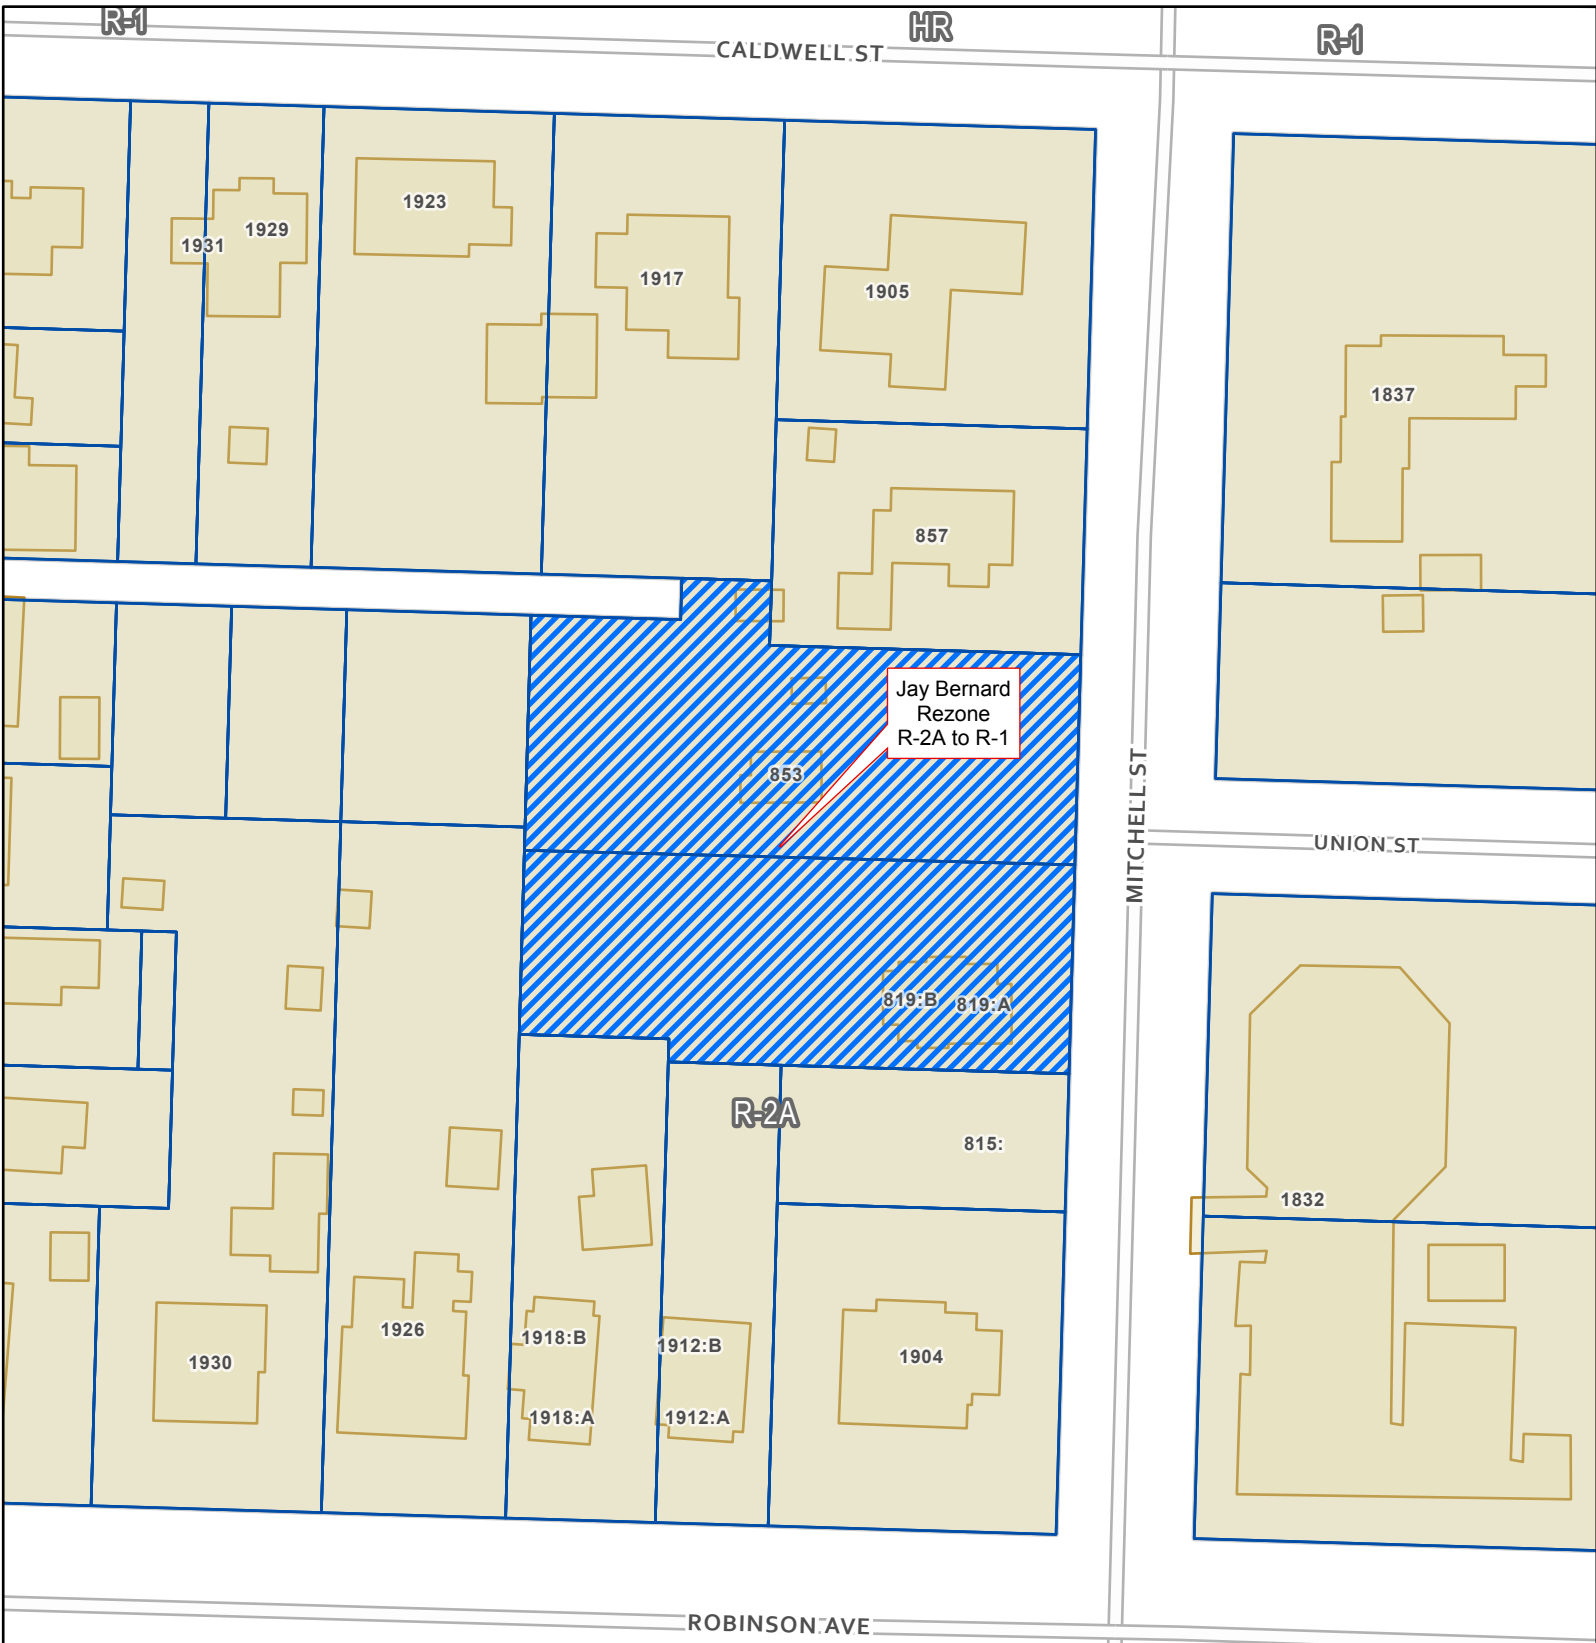 R-1
HR
R-1
CALDWELL ST
1923
1929
1931
1917
1905
1837
857
Jay Bernard
Rezone
R-2A to R-1
853
MITCHELL ST
UNION ST
819:B
819:A
R-2A
815:
1832
1926
1918:B
1912:B
1904
1930
1918:A
1912:A
ROBINSON AVE